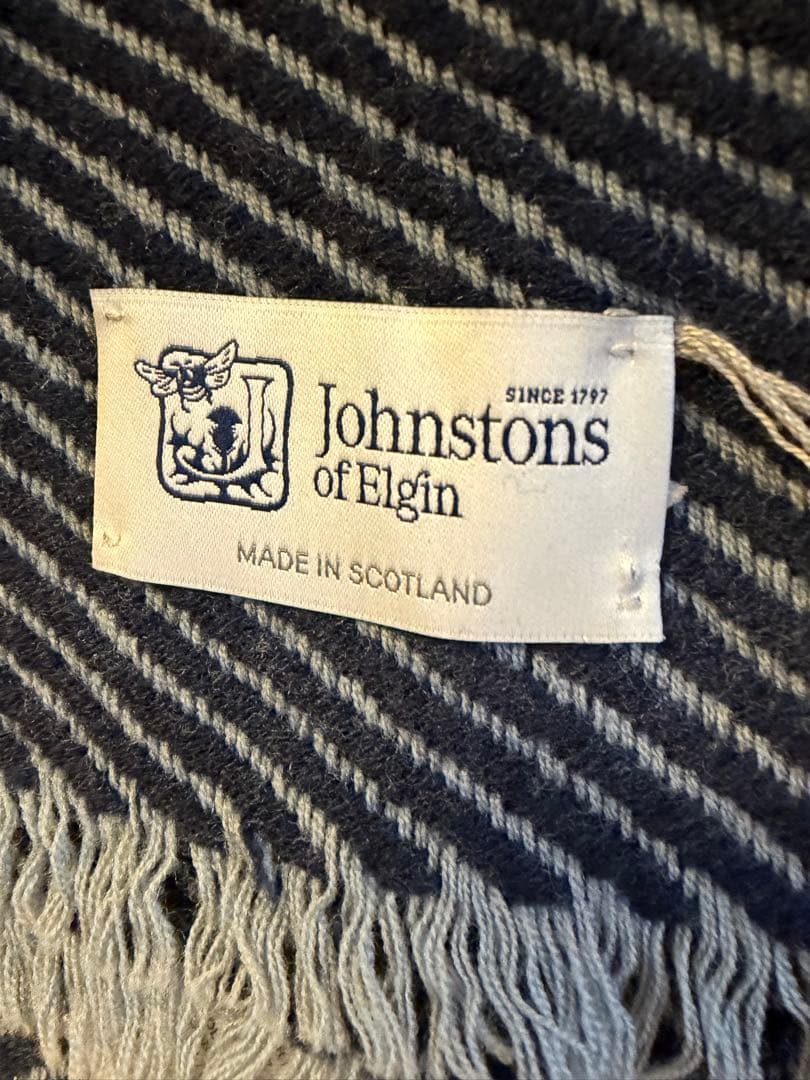 SINCE 1797
Johnstons
of Elgin
MADE IN SCOTLAND